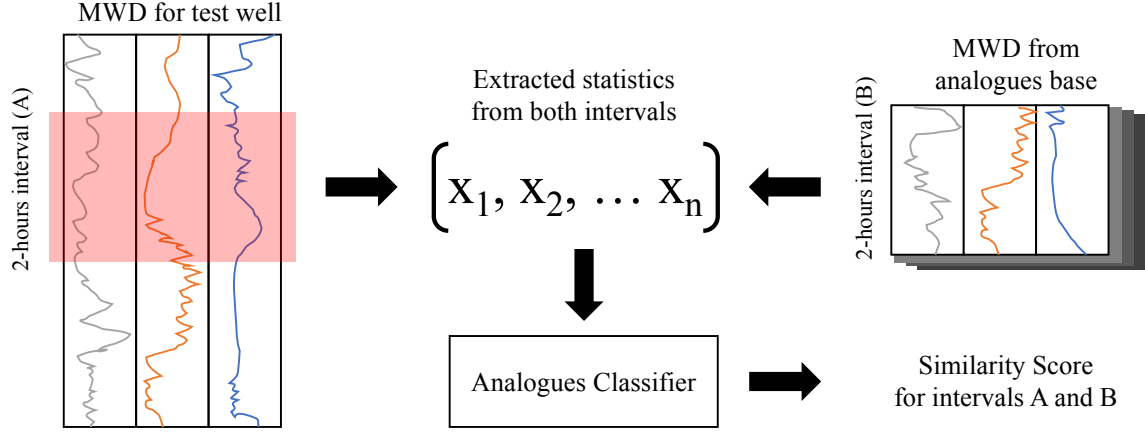 MWD for test well
2-hours interval (A)
Extracted statistics
from both intervals
(x1, x2, … xn)
MWD from
analogues base
2-hours interval (B)
Analogues Classifier
Similarity Score
for intervals A and B